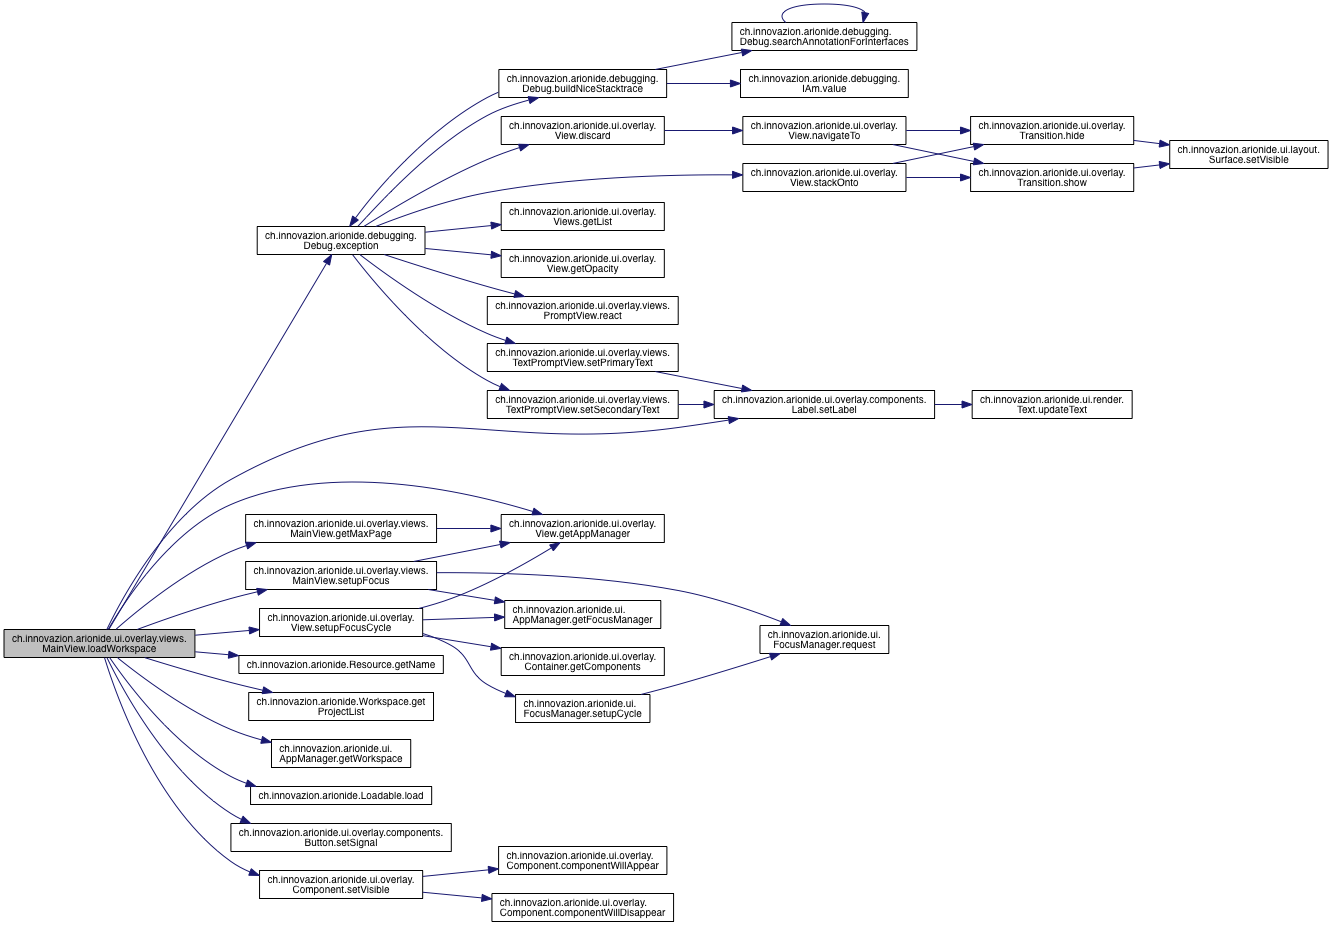 ch.innovazion.arionide.debugging.
Debug.searchAnnotationForInterfaces
ch.innovazion.arionide.debugging.
Debug.buildNiceStacktrace
ch.innovazion.arionide.debugging.
IAm.value
ch.innovazion.arionide.ui.overlay.
View.discard
ch.innovazion.arionide.ui.overlay.
View.navigateTo
ch.innovazion.arionide.ui.overlay.
Transition.hide
ch.innovazion.arionide.ui.layout.
Surface.setVisible
ch.innovazion.arionide.ui.overlay.
View.stackOnto
ch.innovazion.arionide.ui.overlay.
Transition.show
ch.innovazion.arionide.ui.overlay.
Views.getList
ch.innovazion.arionide.debugging.
Debug.exception
ch.innovazion.arionide.ui.overlay.
View.getOpacity
ch.innovazion.arionide.ui.overlay.views.
PromptView.react
ch.innovazion.arionide.ui.overlay.views.
TextPromptView.setPrimaryText
ch.innovazion.arionide.ui.overlay.views.
TextPromptView.setSecondaryText
ch.innovazion.arionide.ui.overlay.components.
Label.setLabel
ch.innovazion.arionide.ui.render.
Text.updateText
ch.innovazion.arionide.ui.overlay.views.
MainView.getMaxPage
ch.innovazion.arionide.ui.overlay.
View.getAppManager
ch.innovazion.arionide.ui.overlay.views.
MainView.setupFocus
ch.innovazion.arionide.ui.overlay.
View.setupFocusCycle
ch.innovazion.arionide.ui.
AppManager.getFocusManager
ch.innovazion.arionide.ui.
FocusManager.request
ch.innovazion.arionide.ui.overlay.views.
MainView.loadWorkspace
ch.innovazion.arionide.Resource.getName
ch.innovazion.arionide.ui.overlay.
Container.getComponents
ch.innovazion.arionide.Workspace.get
ProjectList
ch.innovazion.arionide.ui.
FocusManager.setupCycle
ch.innovazion.arionide.ui.
AppManager.getWorkspace
ch.innovazion.arionide.Loadable.load
ch.innovazion.arionide.ui.overlay.components.
Button.setSignal
ch.innovazion.arionide.ui.overlay.
Component.setVisible
ch.innovazion.arionide.ui.overlay.
Component.componentWillAppear
ch.innovazion.arionide.ui.overlay.
Component.componentWillDisappear